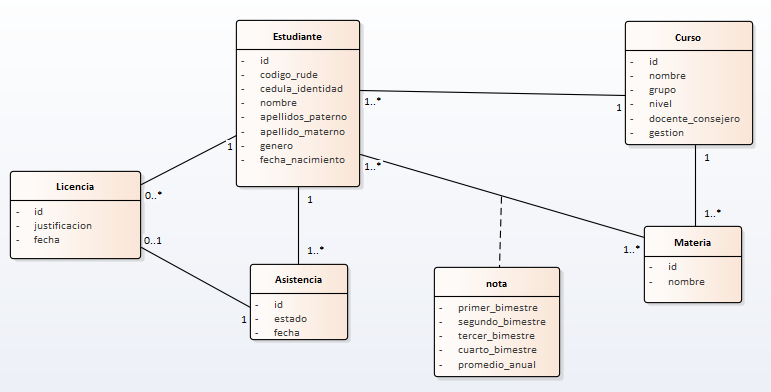 Estudiante
- id
- codigo_rude
- cedula_identidad
- nombre
- apellidos_paterno
- apellido_materno
- genero
- fecha_nacimiento
Curso
- id
- nombre
- grupo
- nivel
- docente_consejero
- gestion
1..*
1
1
0..*
1..*
1
1..*
Licencia
- id
- justificacion
- fecha
0..1
1
1
1..*
1..*
Asistencia
- id
- estado
- fecha
nota
- primer_bimestre
- segundo_bimestre
- tercer_bimestre
- cuarto_bimestre
- promedio_anual
Materia
- id
- nombre